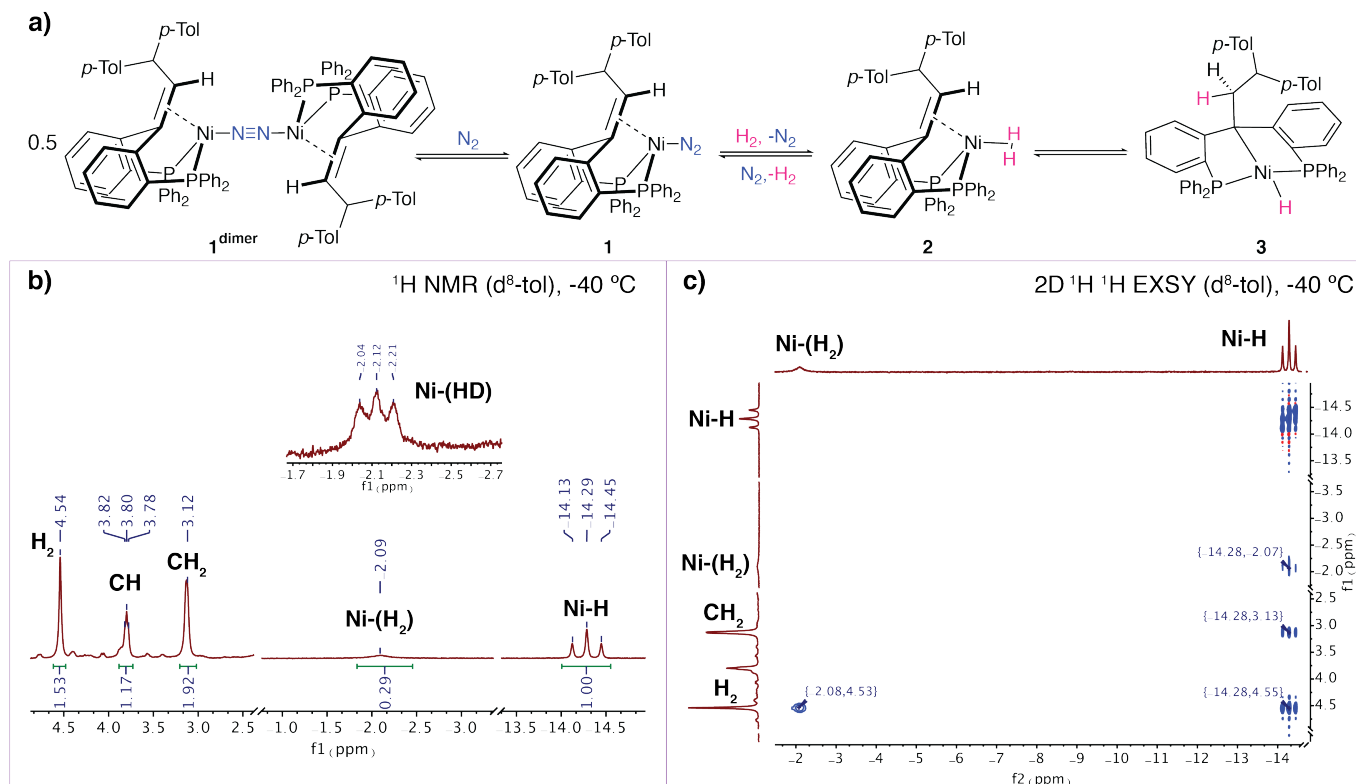 a)
p-Tol
p-Tol
H
Ph2P
Ph2
P
0.5
Ni
N≡N
Ni
P
P
Ph2
Ph2
H
p-Tol
p-Tol
1dimer
N2
p-Tol
p-Tol
H
Ni
N2
P
P
Ph2
Ph2
1
H2, -N2
N2,-H2
p-Tol
p-Tol
H
Ni
H
H
P
P
Ph2
Ph2
2
p-Tol
H
p-Tol
H
Ph2P
Ni
PPh2
H
3
b)
1H NMR (d8-tol), -40 ºC
-2.04
-2.12
-2.21
Ni-(HD)
-1.7 -1.9 -2.1 -2.3 -2.5 -2.7
f1 (ppm)
4.54
3.82
3.80
3.78
3.12
-2.09
-14.13
-14.29
-14.45
H2
CH
CH2
Ni-(H2)
Ni-H
1.53
1.17
1.92
0.29
1.00
4.5 4.0 3.5 3.0 2.5 -1.0 -2.0 -3.0 -13.5 -14.0 -14.5
f1 (ppm)
c)
2D 1H 1H EXSY (d8-tol), -40 ºC
Ni-(H2)
Ni-H
Ni-H
-14.5
-14.0
-13.5
-3.5
-3.0
{-14.28,-2.07}
-2.5
Ni-(H2)
-2.0
f1 (ppm)
2.5
CH2
{-14.28,3.13}
3.0
3.5
H2
4.0
{-2.08,4.53}
{-14.28,4.55}
4.5
-2 -3 -4 -5 -6 -7 -8 -9 -10 -11 -12 -13 -14
f2 (ppm)